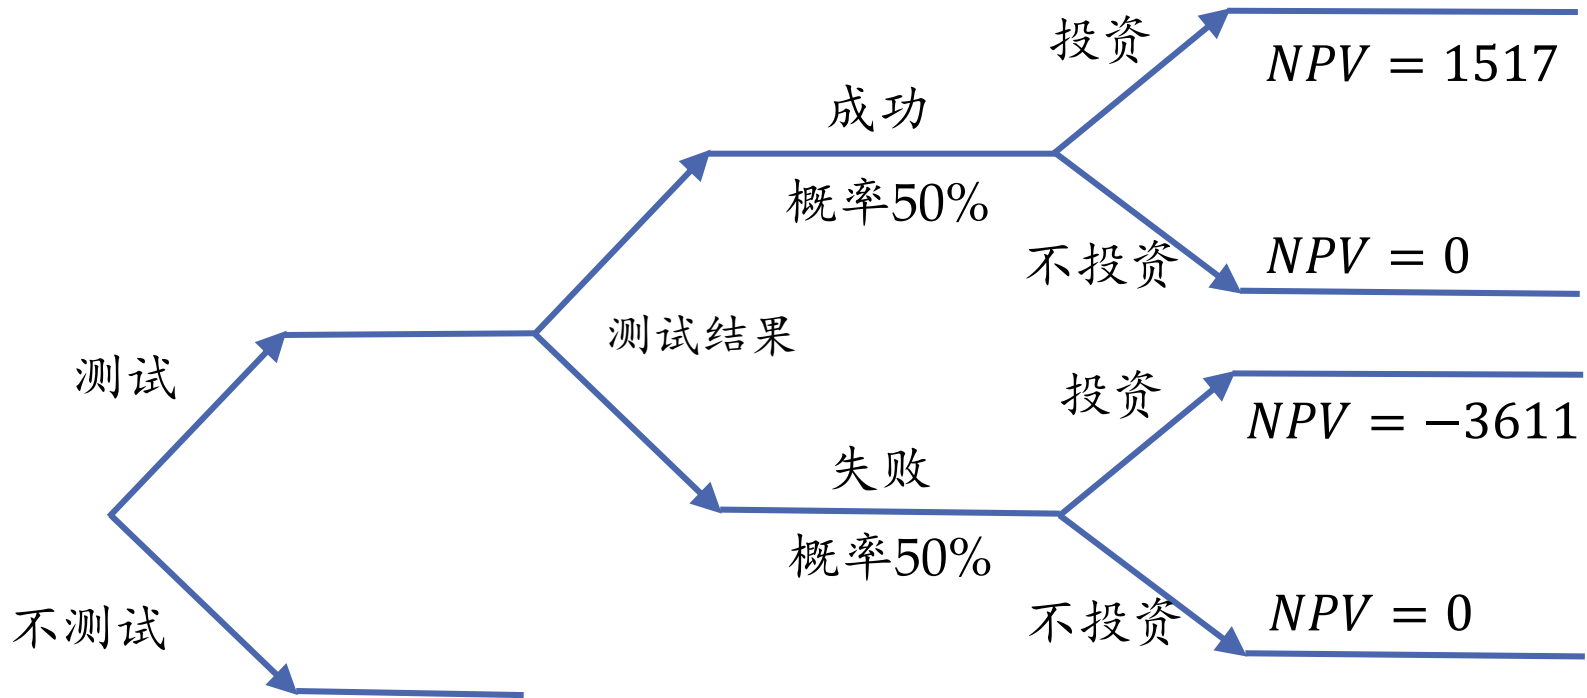 投资
NPV = 1517
成功
概率50%
不投资
NPV = 0
测试结果
测试
投资
NPV = −3611
失败
概率50%
不投资
NPV = 0
不测试